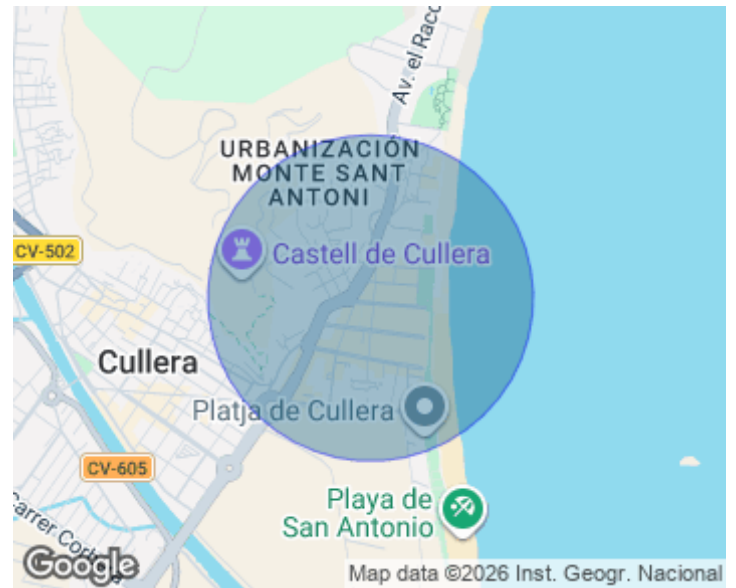 Av. el Racó
URBANIZACIÓN
MONTE SANT
ANTONI
CV-502
Castell de Cullera
Cullera
Platja de Cullera
CV-605
Playa de
San Antonio
Carrer
Google
Map data ©2026 Inst. Geogr. Nacional